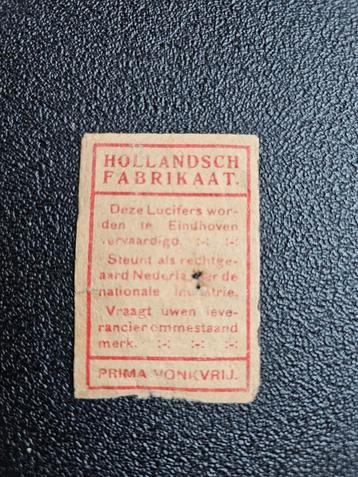 HOLLANDSCH
FABRIKAAT.
Deze Lucifers wor-
den te Eindhoven
vervaardigd. :-: :-:
Steunt als rechtge-
aard Nederlander de
nationale Industrie.
Vraagt uwen leve-
rancier ommestaand
merk. :-: :-: :-:
PRIMA VONKVRIJ.